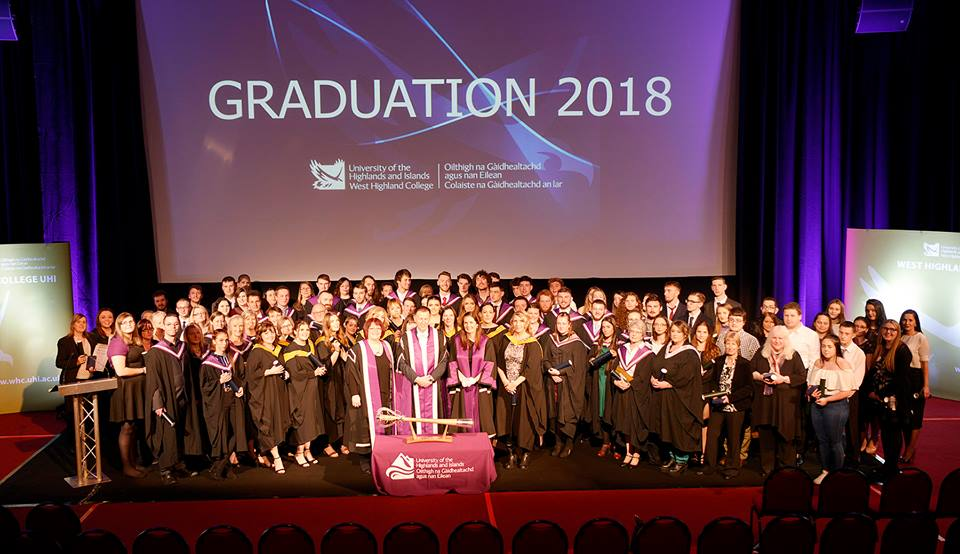 GRADUATION 2018
University of the
Highlands and Islands
West Highland College
Oilthigh na Gàidhealtachd
agus nan Eilean
Colaiste na Gàidhealtachd an Iar
COLLEGE UHI
www.whc.uhi.ac.uk
WEST HIGHLAND
University of the
Highlands and Islands
Oilthigh na Gàidhealtachd
agus nan Eilean